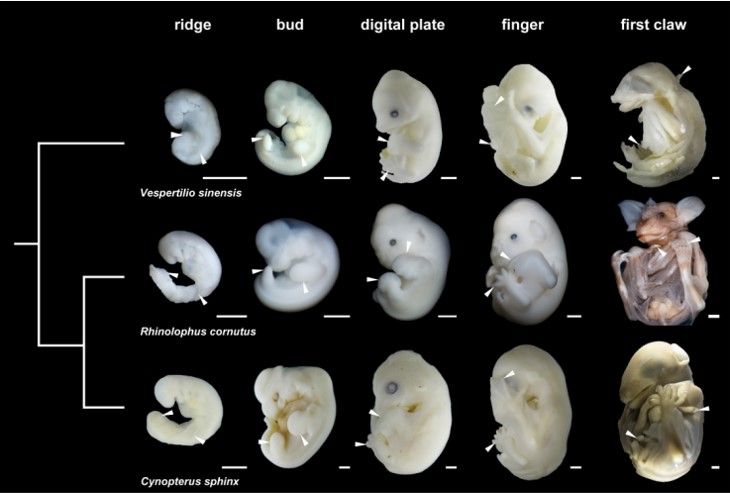 ridge bud digital plate finger first claw
Vespertilio sinensis
Rhinolophus cornutus
Cynopterus sphinx